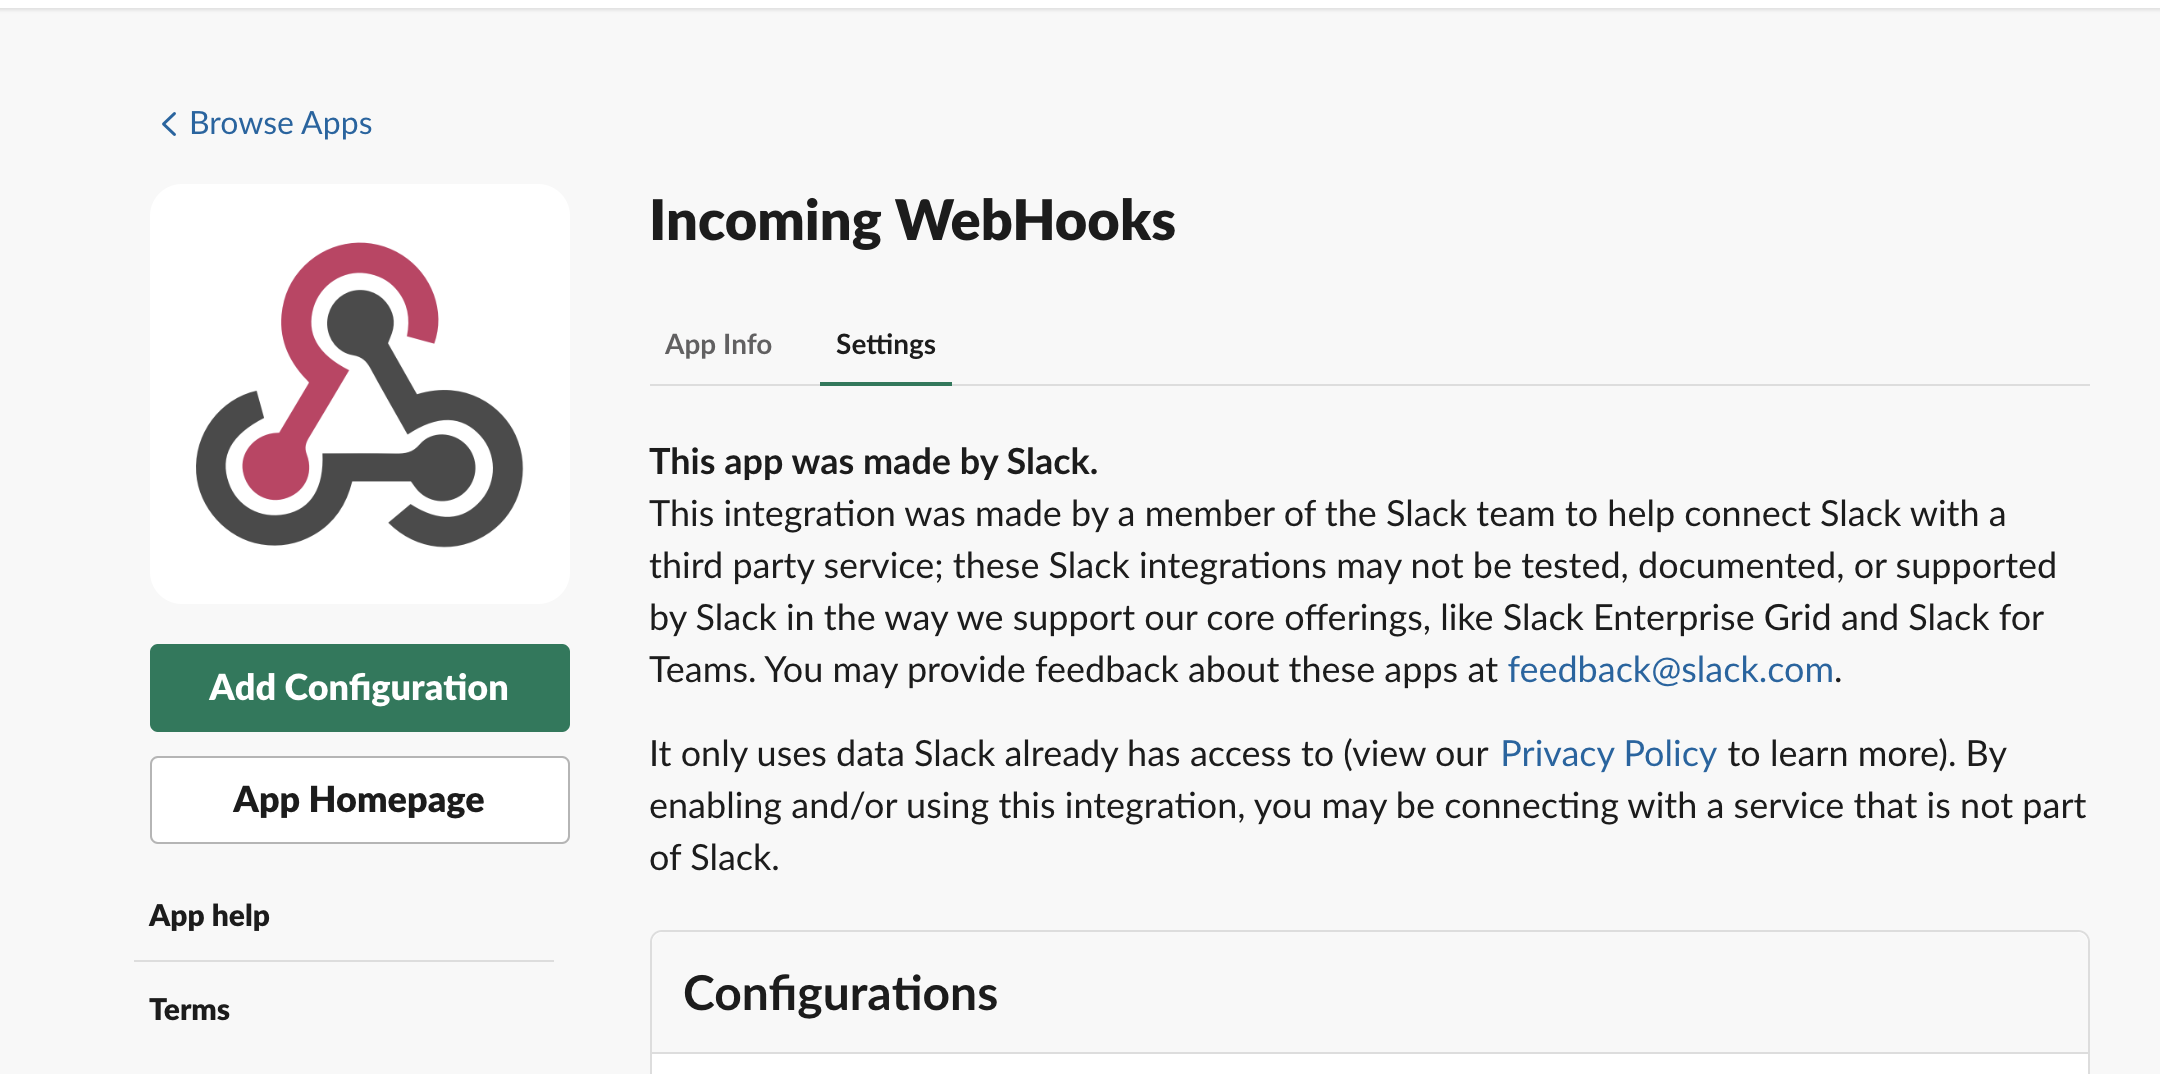 Browse Apps
Incoming WebHooks
App Info
Settings
This app was made by Slack.
This integration was made by a member of the Slack team to help connect Slack with a
third party service; these Slack integrations may not be tested, documented, or supported
by Slack in the way we support our core offerings, like Slack Enterprise Grid and Slack for
Teams. You may provide feedback about these apps at feedback@slack.com.
It only uses data Slack already has access to (view our Privacy Policy to learn more). By
enabling and/or using this integration, you may be connecting with a service that is not part
of Slack.
Add Configuration
App Homepage
App help
Terms
Configurations